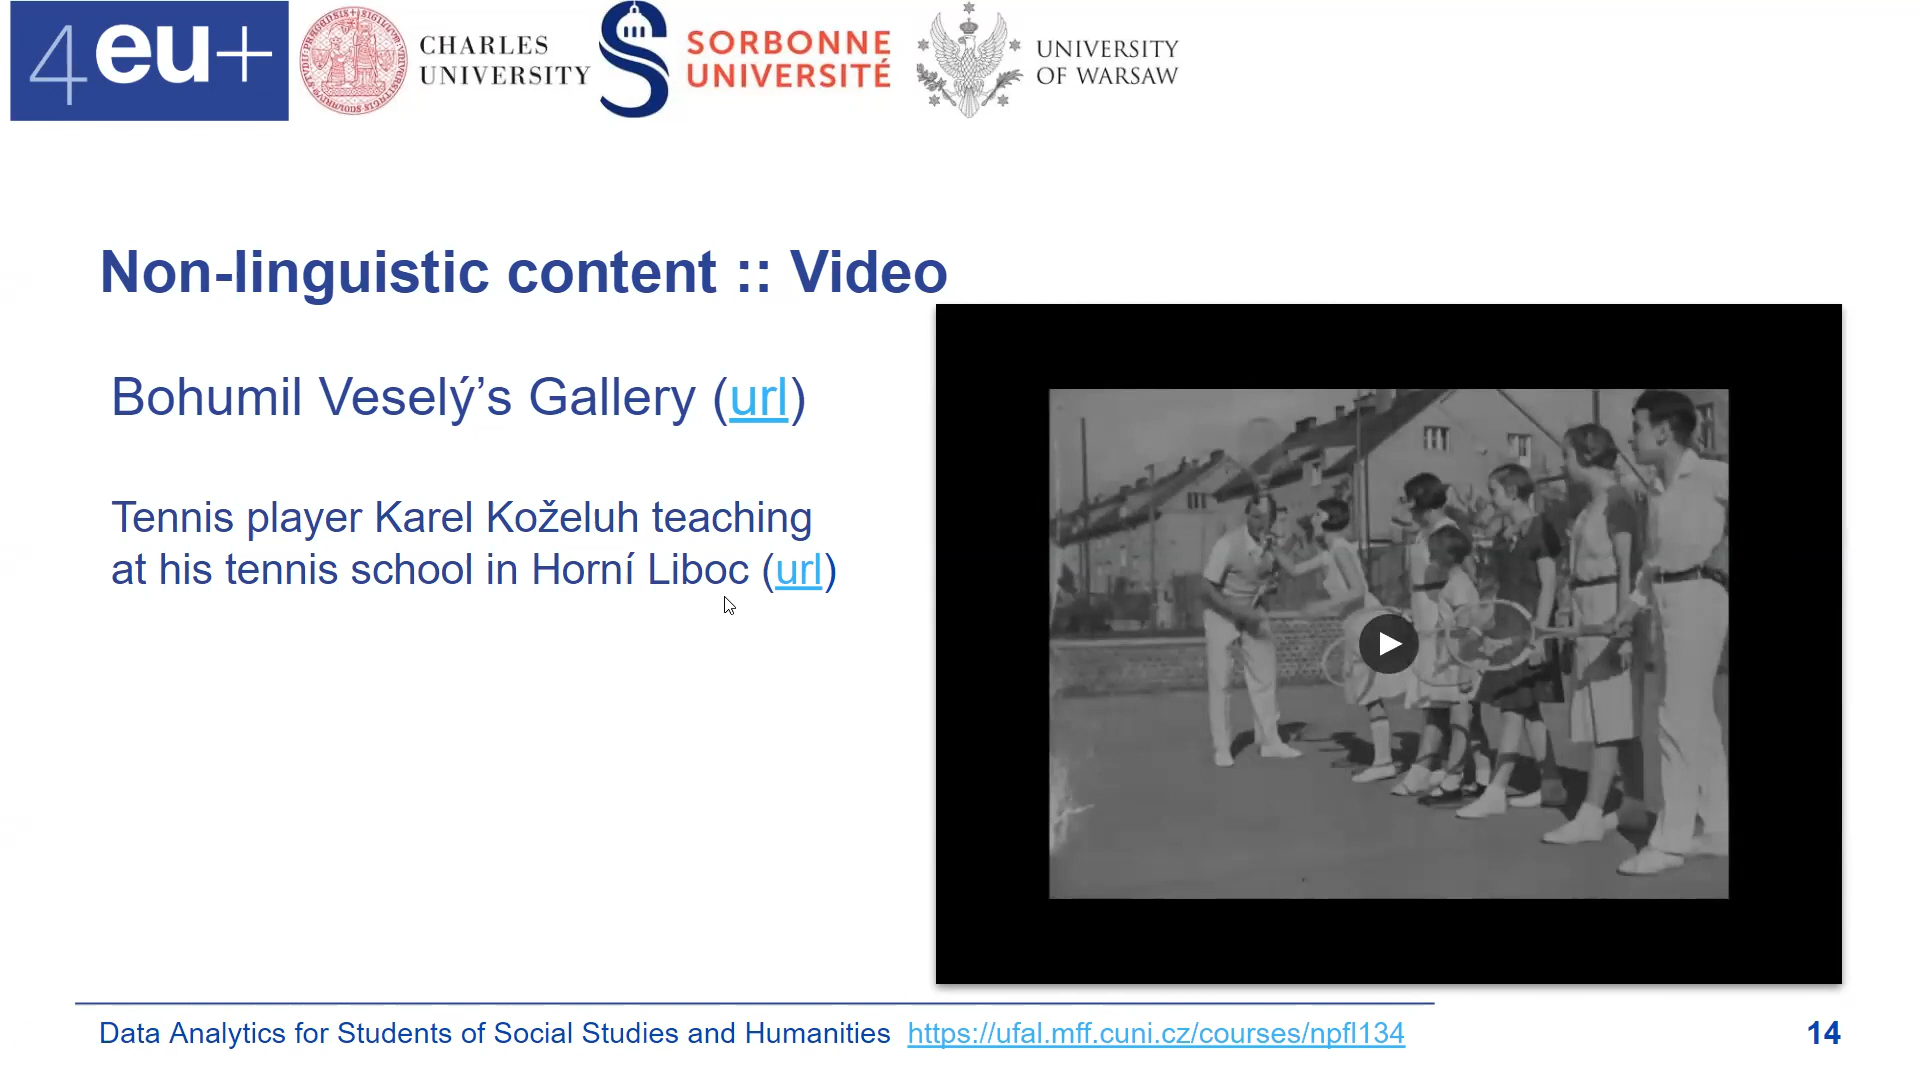 4eu+
CHARLES
UNIVERSITY
SORBONNE
UNIVERSITÉ
UNIVERSITY
OF WARSAW
Non-linguistic content :: Video
Bohumil Veselý’s Gallery (url)
Tennis player Karel Koželuh teaching
at his tennis school in Horní Liboc (url)
Data Analytics for Students of Social Studies and Humanities https://ufal.mff.cuni.cz/courses/npfl134
14